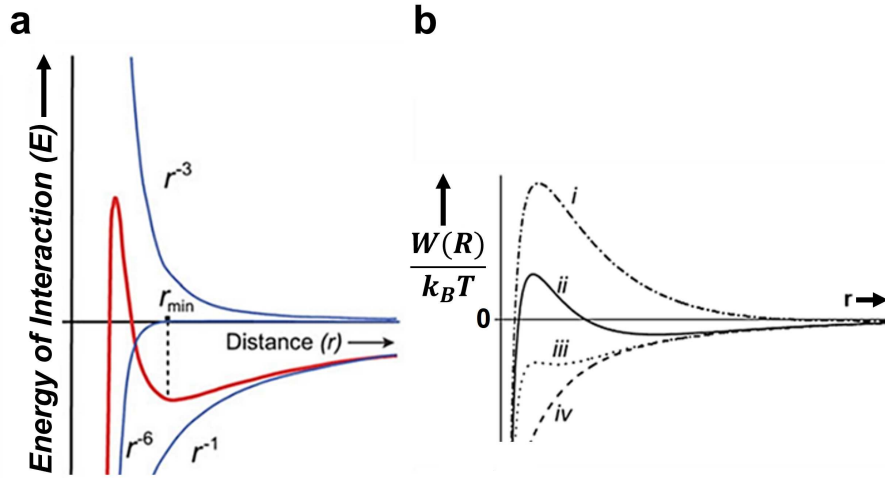 a
Energy of Interaction (E)
r⁻³
rmin
Distance (r)
r⁻⁶
r⁻¹
b
W(R)
kBT
0
i
ii
iii
iv
r